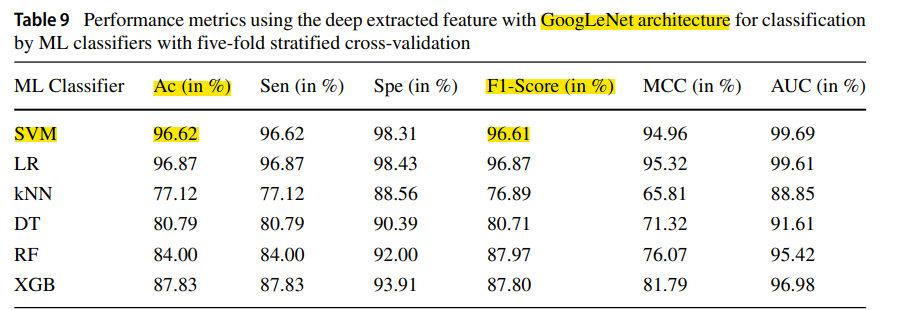 Table 9 Performance metrics using the deep extracted feature with GoogLeNet architecture for classification
by ML classifiers with five-fold stratified cross-validation
ML Classifier Ac (in %) Sen (in %) Spe (in %) F1-Score (in %) MCC (in %) AUC (in %)
SVM 96.62 96.62 98.31 96.61 94.96 99.69
LR 96.87 96.87 98.43 96.87 95.32 99.61
kNN 77.12 77.12 88.56 76.89 65.81 88.85
DT 80.79 80.79 90.39 80.71 71.32 91.61
RF 84.00 84.00 92.00 87.97 76.07 95.42
XGB 87.83 87.83 93.91 87.80 81.79 96.98